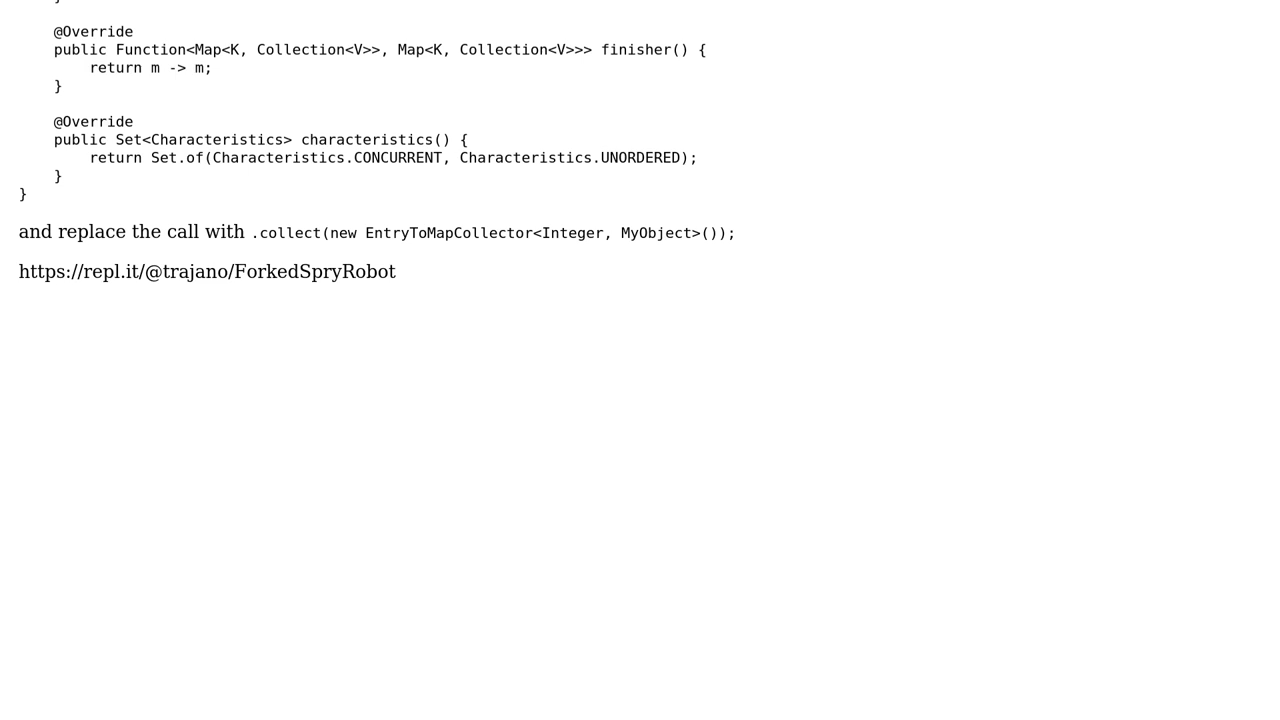 }
@Override
public Function<Map<K, Collection<V>>, Map<K, Collection<V>>> finisher() {
return m -> m;
}
@Override
public Set<Characteristics> characteristics() {
return Set.of(Characteristics.CONCURRENT, Characteristics.UNORDERED);
}
}
and replace the call with .collect(new EntryToMapCollector<Integer, MyObject>());
https://repl.it/@trajano/ForkedSpryRobot